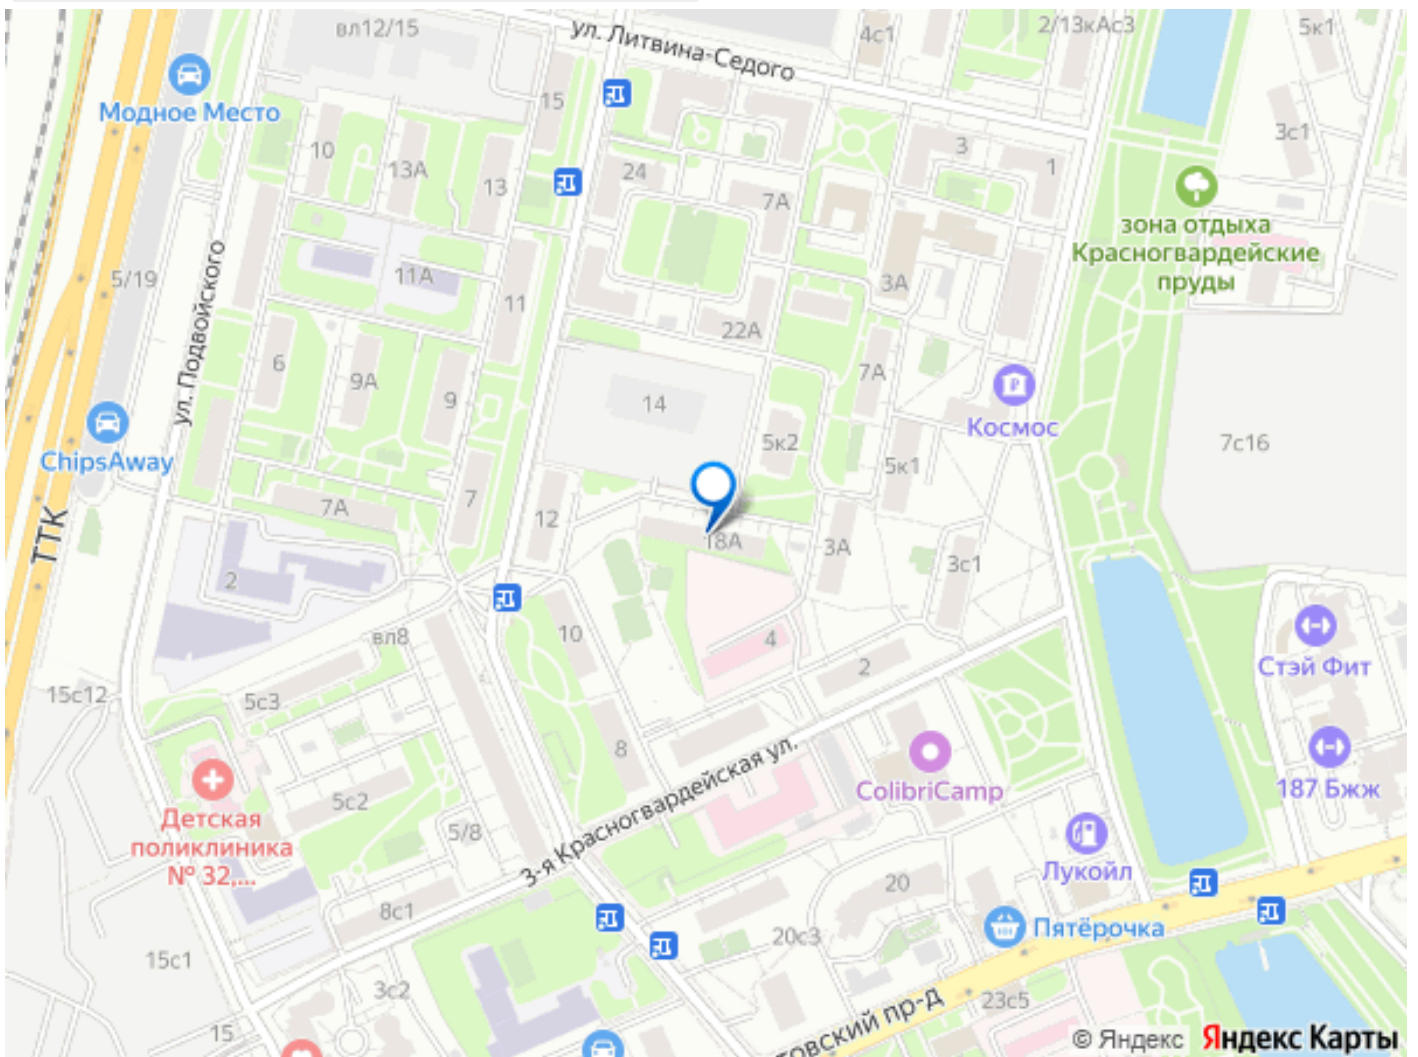 вл12/15
ул. Литвина-Седого
4с1
2/13кАс3
5к1
Модное Место
15
3с1
10
13А
13
24
7А
3
1
зона отдыха
Красногвардейские
пруды
5/19
11А
3А
ул. Подвойского
11
22А
6
9А
9
14
7А
Космос
5к2
5к1
7с16
ChipsAway
7А
7
12
18А
3А
3с1
ТТК
2
вл8
10
4
2
Стэй Фит
15с12
5с3
8
3-я Красногвардейская ул.
ColibriCamp
187 Бжж
Детская
поликлиника
№ 32,...
5с2
5/8
Лукойл
8с1
20
20с3
Пятёрочка
15с1
3с2
23с5
15
товский пр-д
© Яндекс Яндекс Карты